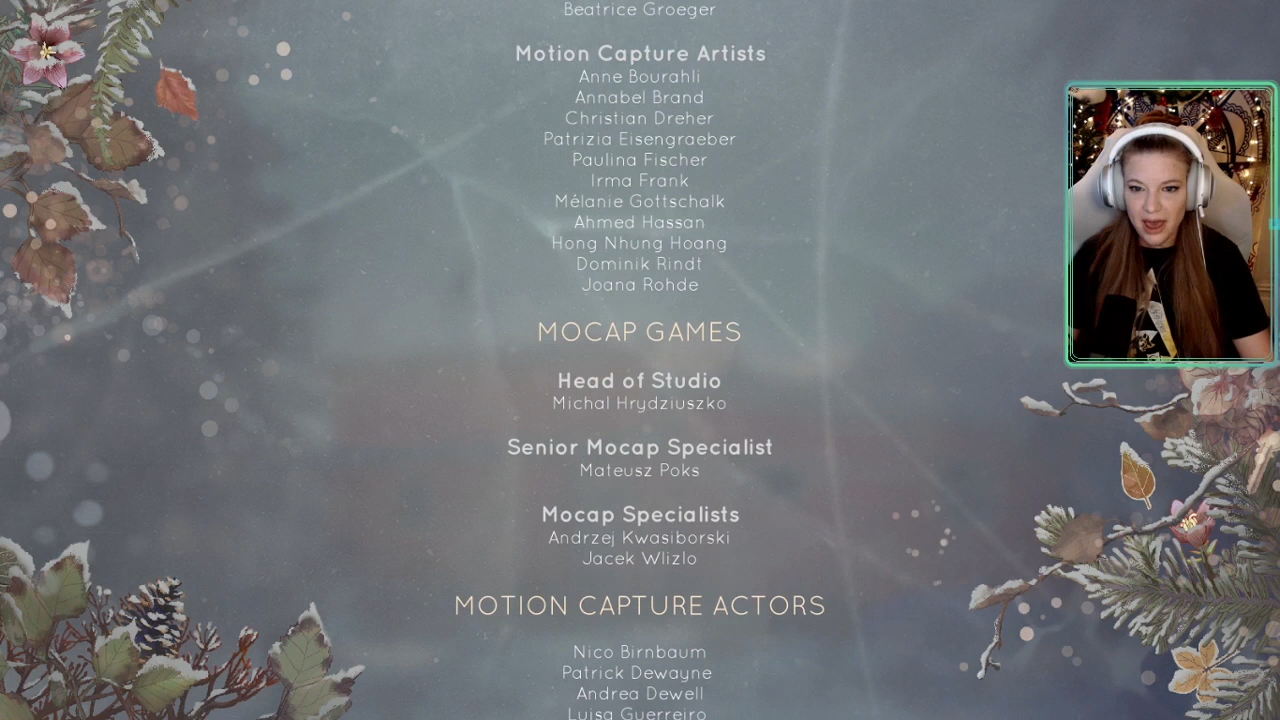 Beatrice Groeger
Motion Capture Artists
Anne Bourahli
Annabel Brand
Christian Dreher
Patrizia Eisengraeber
Paulina Fischer
Irma Frank
Mélanie Gottschalk
Ahmed Hassan
Hong Nhung Hoang
Dominik Rindt
Joana Rohde
MOCAP GAMES
Head of Studio
Michal Hrydziuszko
Senior Mocap Specialist
Mateusz Poks
Mocap Specialists
Andrzej Kwasiborski
Jacek Wlizlo
MOTION CAPTURE ACTORS
Nico Birnbaum
Patrick Dewayne
Andrea Dewell
Luisa Guerreiro